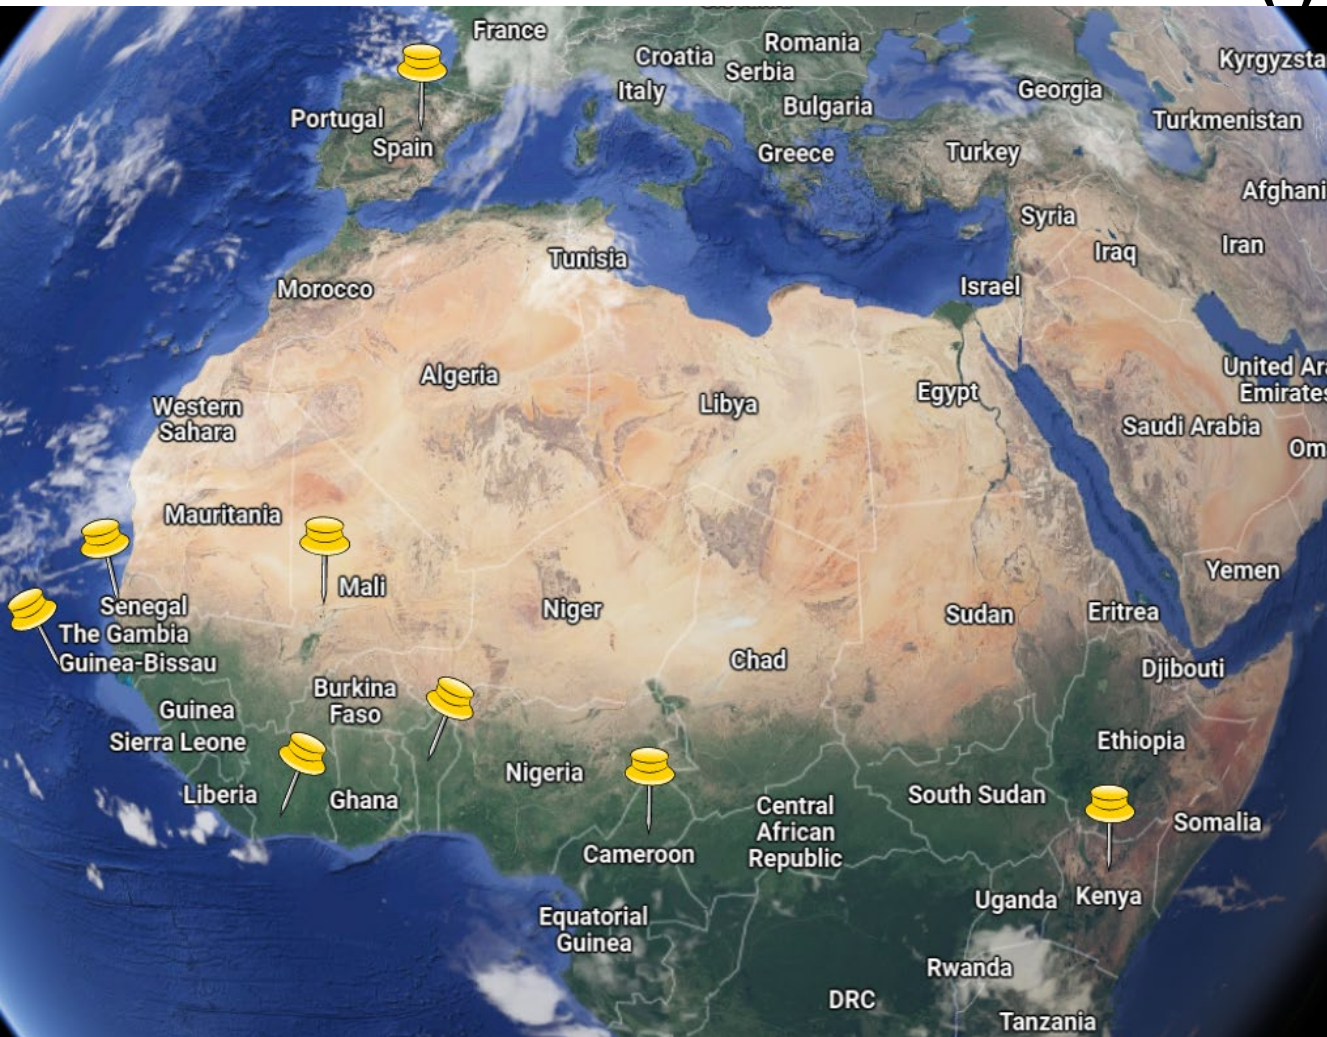 France
Croatia
Romania
Serbia
Kyrgyzsta
Italy
Georgia
Bulgaria
Portugal
Turkmenistan
Spain
Greece
Turkey
Afghani
Syria
Iran
Iraq
Tunisia
Morocco
Israel
United Ar
Emirates
Algeria
Egypt
Libya
Western
Sahara
Saudi Arabia
Om
Mauritania
Yemen
Mali
Senegal
Niger
Sudan
Eritrea
The Gambia
Guinea-Bissau
Chad
Djibouti
Burkina
Faso
Guinea
Sierra Leone
Ethiopia
Nigeria
Liberia
Ghana
South Sudan
Central
African
Republic
Somalia
Cameroon
Uganda
Kenya
Equatorial
Guinea
Rwanda
DRC
Tanzania